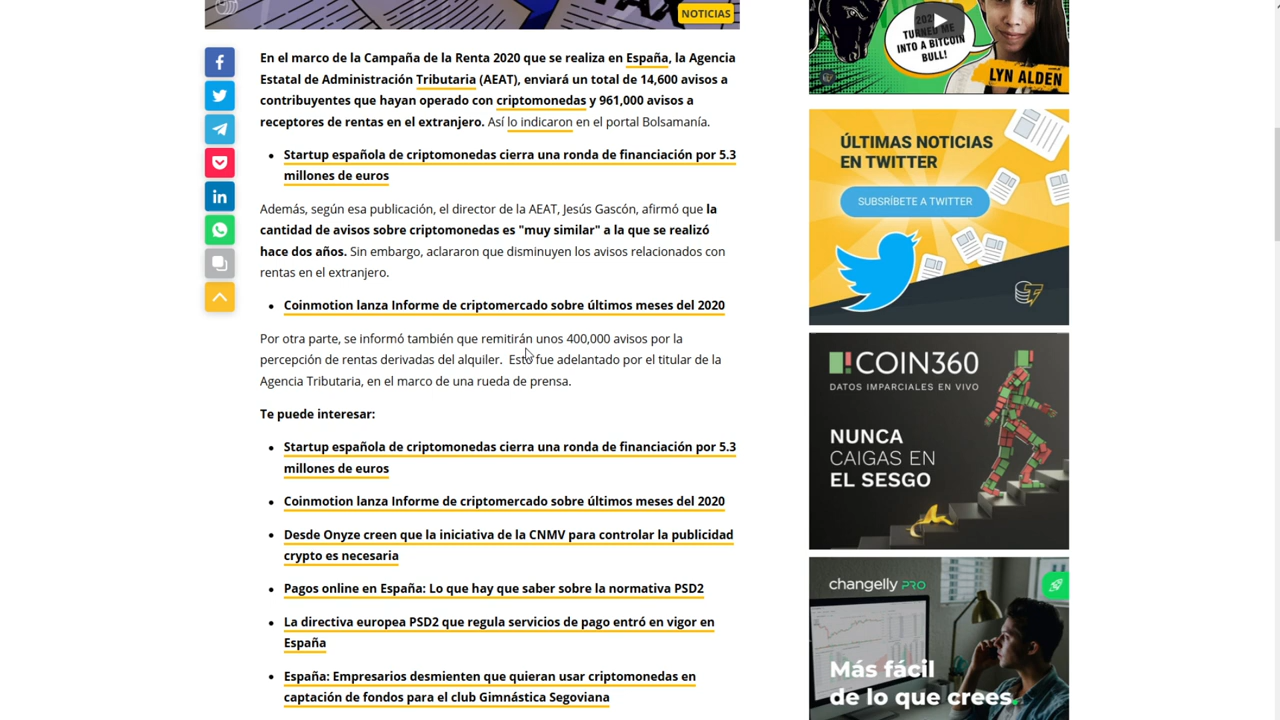 NOTICIAS
En el marco de la Campaña de la Renta 2020 que se realiza en España, la Agencia
Estatal de Administración Tributaria (AEAT), enviará un total de 14,600 avisos a
contribuyentes que hayan operado con criptomonedas y 961,000 avisos a
receptores de rentas en el extranjero. Así lo indicaron en el portal Bolsamanía.
• Startup española de criptomonedas cierra una ronda de financiación por 5.3
millones de euros
Además, según esa publicación, el director de la AEAT, Jesús Gascón, afirmó que la
cantidad de avisos sobre criptomonedas es "muy similar" a la que se realizó
hace dos años. Sin embargo, aclararon que disminuyen los avisos relacionados con
rentas en el extranjero.
• Coinmotion lanza Informe de criptomercado sobre últimos meses del 2020
Por otra parte, se informó también que remitirán unos 400,000 avisos por la
percepción de rentas derivadas del alquiler. Esto fue adelantado por el titular de la
Agencia Tributaria, en el marco de una rueda de prensa.
Te puede interesar:
• Startup española de criptomonedas cierra una ronda de financiación por 5.3
millones de euros
• Coinmotion lanza Informe de criptomercado sobre últimos meses del 2020
• Desde Onyze creen que la iniciativa de la CNMV para controlar la publicidad
crypto es necesaria
• Pagos online en España: Lo que hay que saber sobre la normativa PSD2
• La directiva europea PSD2 que regula servicios de pago entró en vigor en
España
• España: Empresarios desmienten que quieran usar criptomonedas en
captación de fondos para el club Gimnástica Segoviana
TURNED ME
INTO A BITCOIN
BULL!
LYN ALDEN
ÚLTIMAS NOTICIAS
EN TWITTER
SUBSRÍBETE A TWITTER
COIN360
DATOS IMPARCIALES EN VIVO
NUNCA
CAIGAS EN
EL SESGO
changelly PRO
Más fácil
de lo que crees.